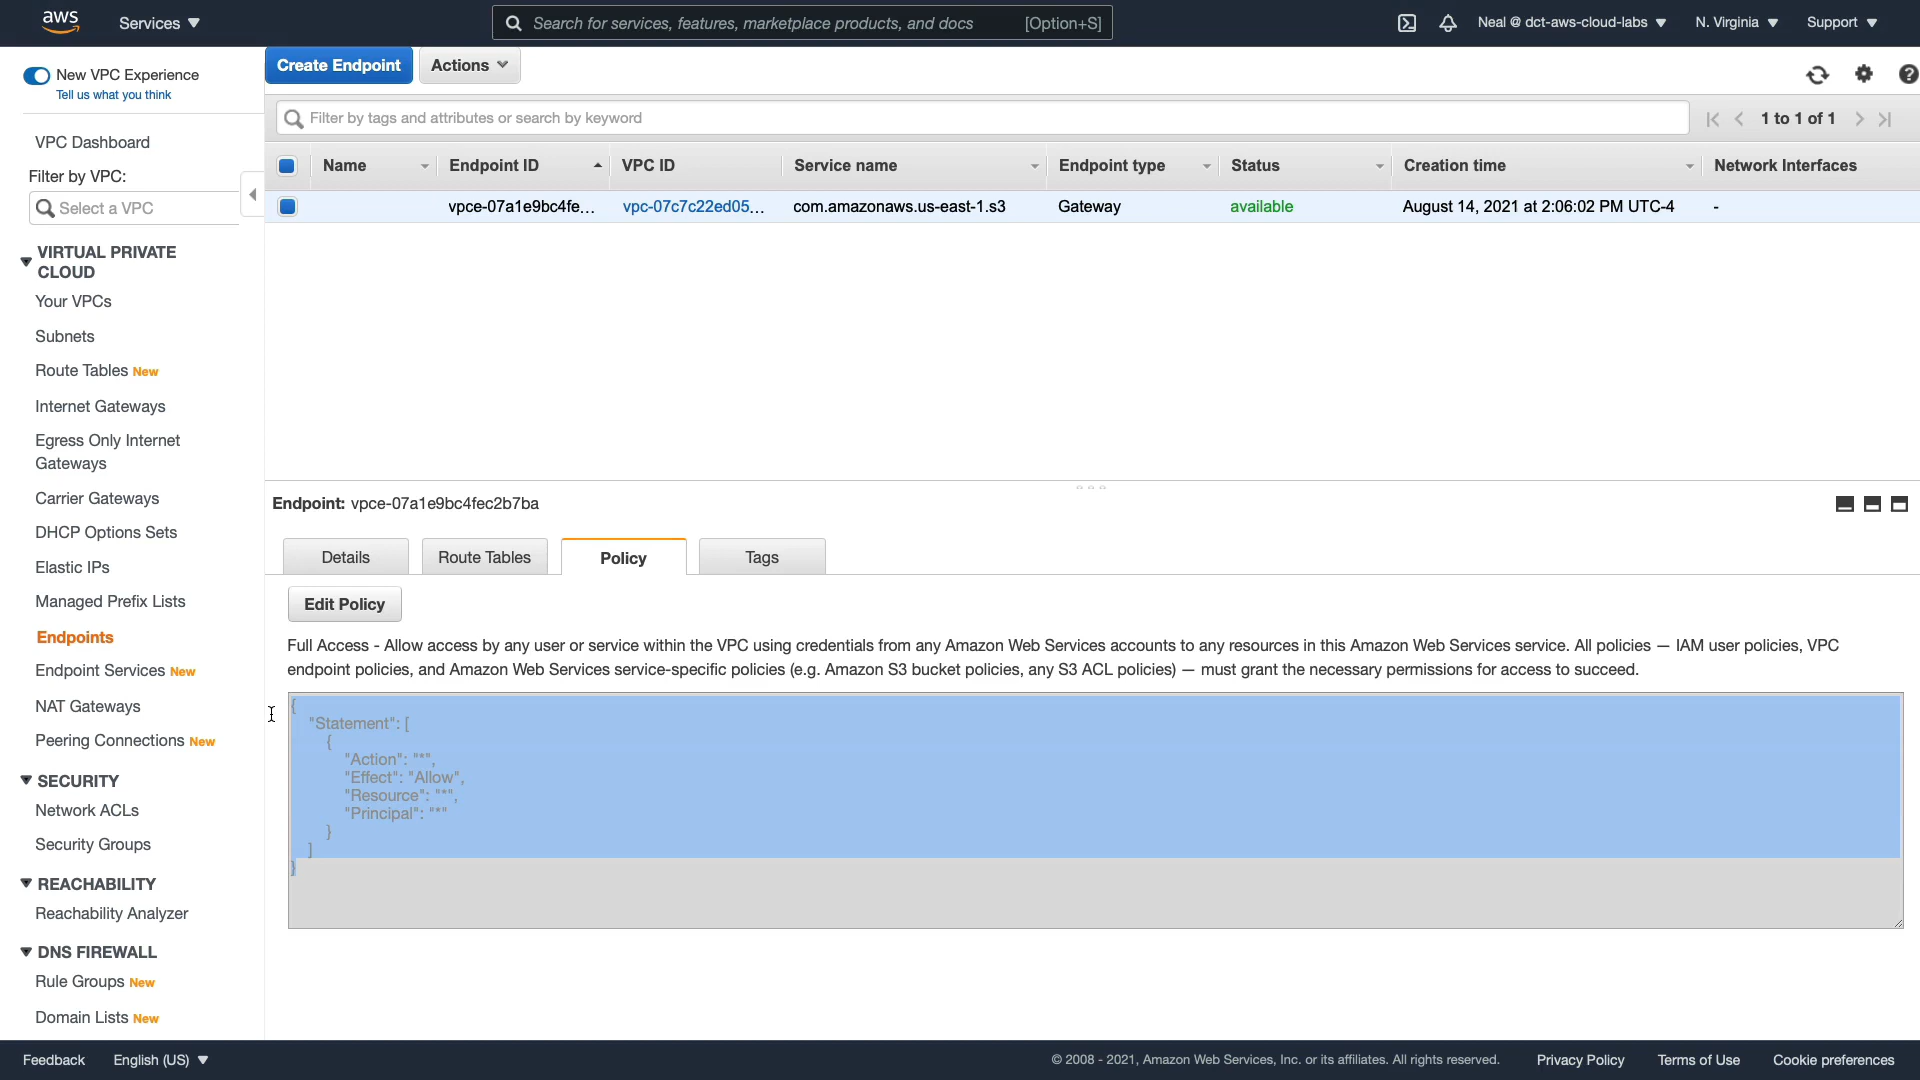 aws
Services
Search for services, features, marketplace products, and docs [Option+S]
Neal @ dct-aws-cloud-labs
N. Virginia
Support
New VPC Experience
Tell us what you think
VPC Dashboard
Filter by VPC:
Select a VPC
VIRTUAL PRIVATE
CLOUD
Your VPCs
Subnets
Route Tables New
Internet Gateways
Egress Only Internet
Gateways
Carrier Gateways
DHCP Options Sets
Elastic IPs
Managed Prefix Lists
Endpoints
Endpoint Services New
NAT Gateways
Peering Connections New
SECURITY
Network ACLs
Security Groups
REACHABILITY
Reachability Analyzer
DNS FIREWALL
Rule Groups New
Domain Lists New
Create Endpoint
Actions
Filter by tags and attributes or search by keyword
1 to 1 of 1
Name Endpoint ID VPC ID Service name Endpoint type Status Creation time Network Interfaces
vpce-07a1e9bc4fe... vpc-07c7c22ed05... com.amazonaws.us-east-1.s3 Gateway available August 14, 2021 at 2:06:02 PM UTC-4 -
Endpoint: vpce-07a1e9bc4fec2b7ba
Details Route Tables Policy Tags
Edit Policy
Full Access - Allow access by any user or service within the VPC using credentials from any Amazon Web Services accounts to any resources in this Amazon Web Services service. All policies — IAM user policies, VPC
endpoint policies, and Amazon Web Services service-specific policies (e.g. Amazon S3 bucket policies, any S3 ACL policies) — must grant the necessary permissions for access to succeed.
{
"Statement": [
{
"Action": "*",
"Effect": "Allow",
"Resource": "*",
"Principal": "*"
}
]
}
Feedback
English (US)
© 2008 - 2021, Amazon Web Services, Inc. or its affiliates. All rights reserved.
Privacy Policy
Terms of Use
Cookie preferences